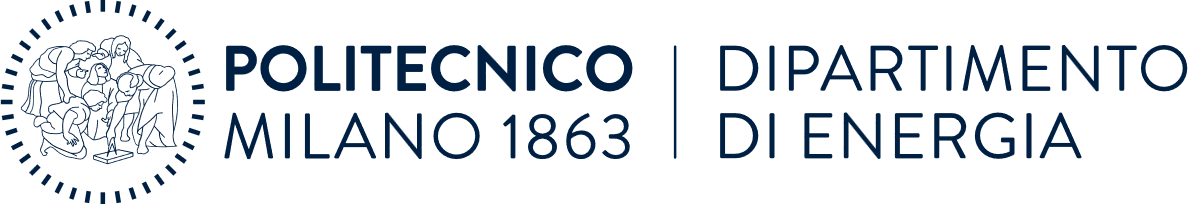 POLITECNICO
MILANO 1863
DIPARTIMENTO
DI ENERGIA